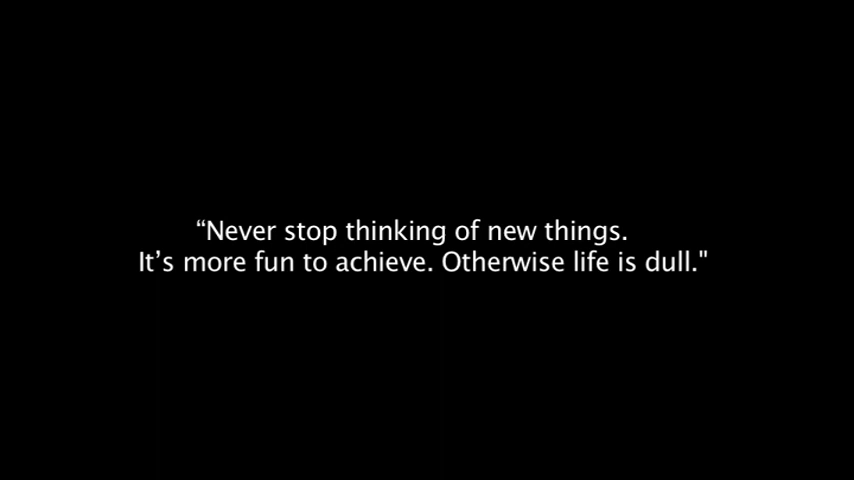 “Never stop thinking of new things.
It’s more fun to achieve. Otherwise life is dull."